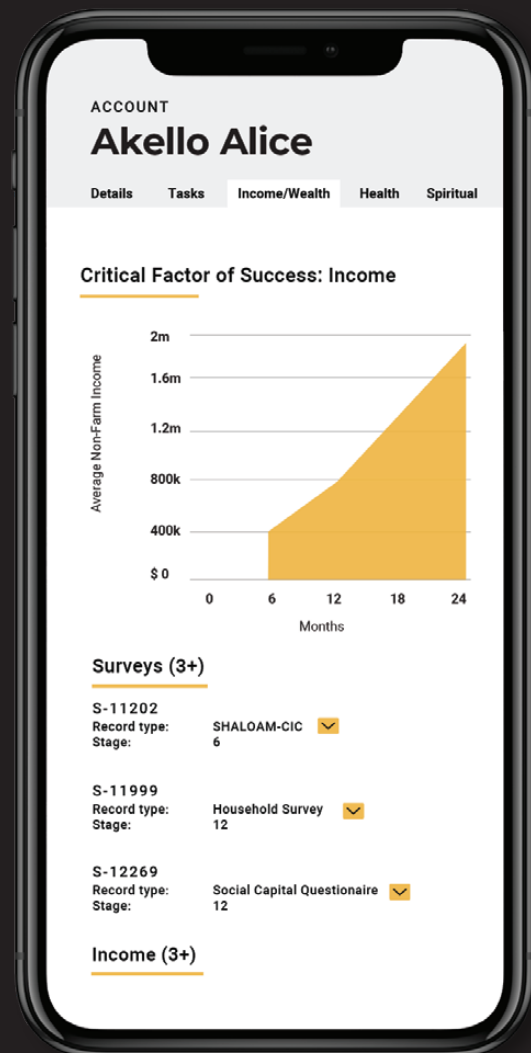 ACCOUNT
Akello Alice
Details Tasks Income/Wealth Health Spiritual
Critical Factor of Success: Income
Average Non-Farm Income
2m
1.6m
1.2m
800k
400k
$ 0
0 6 12 18 24
Months
Surveys (3+)
S-11202
Record type: SHALOAM-CIC
Stage: 6
S-11999
Record type: Household Survey
Stage: 12
S-12269
Record type: Social Capital Questionaire
Stage: 12
Income (3+)